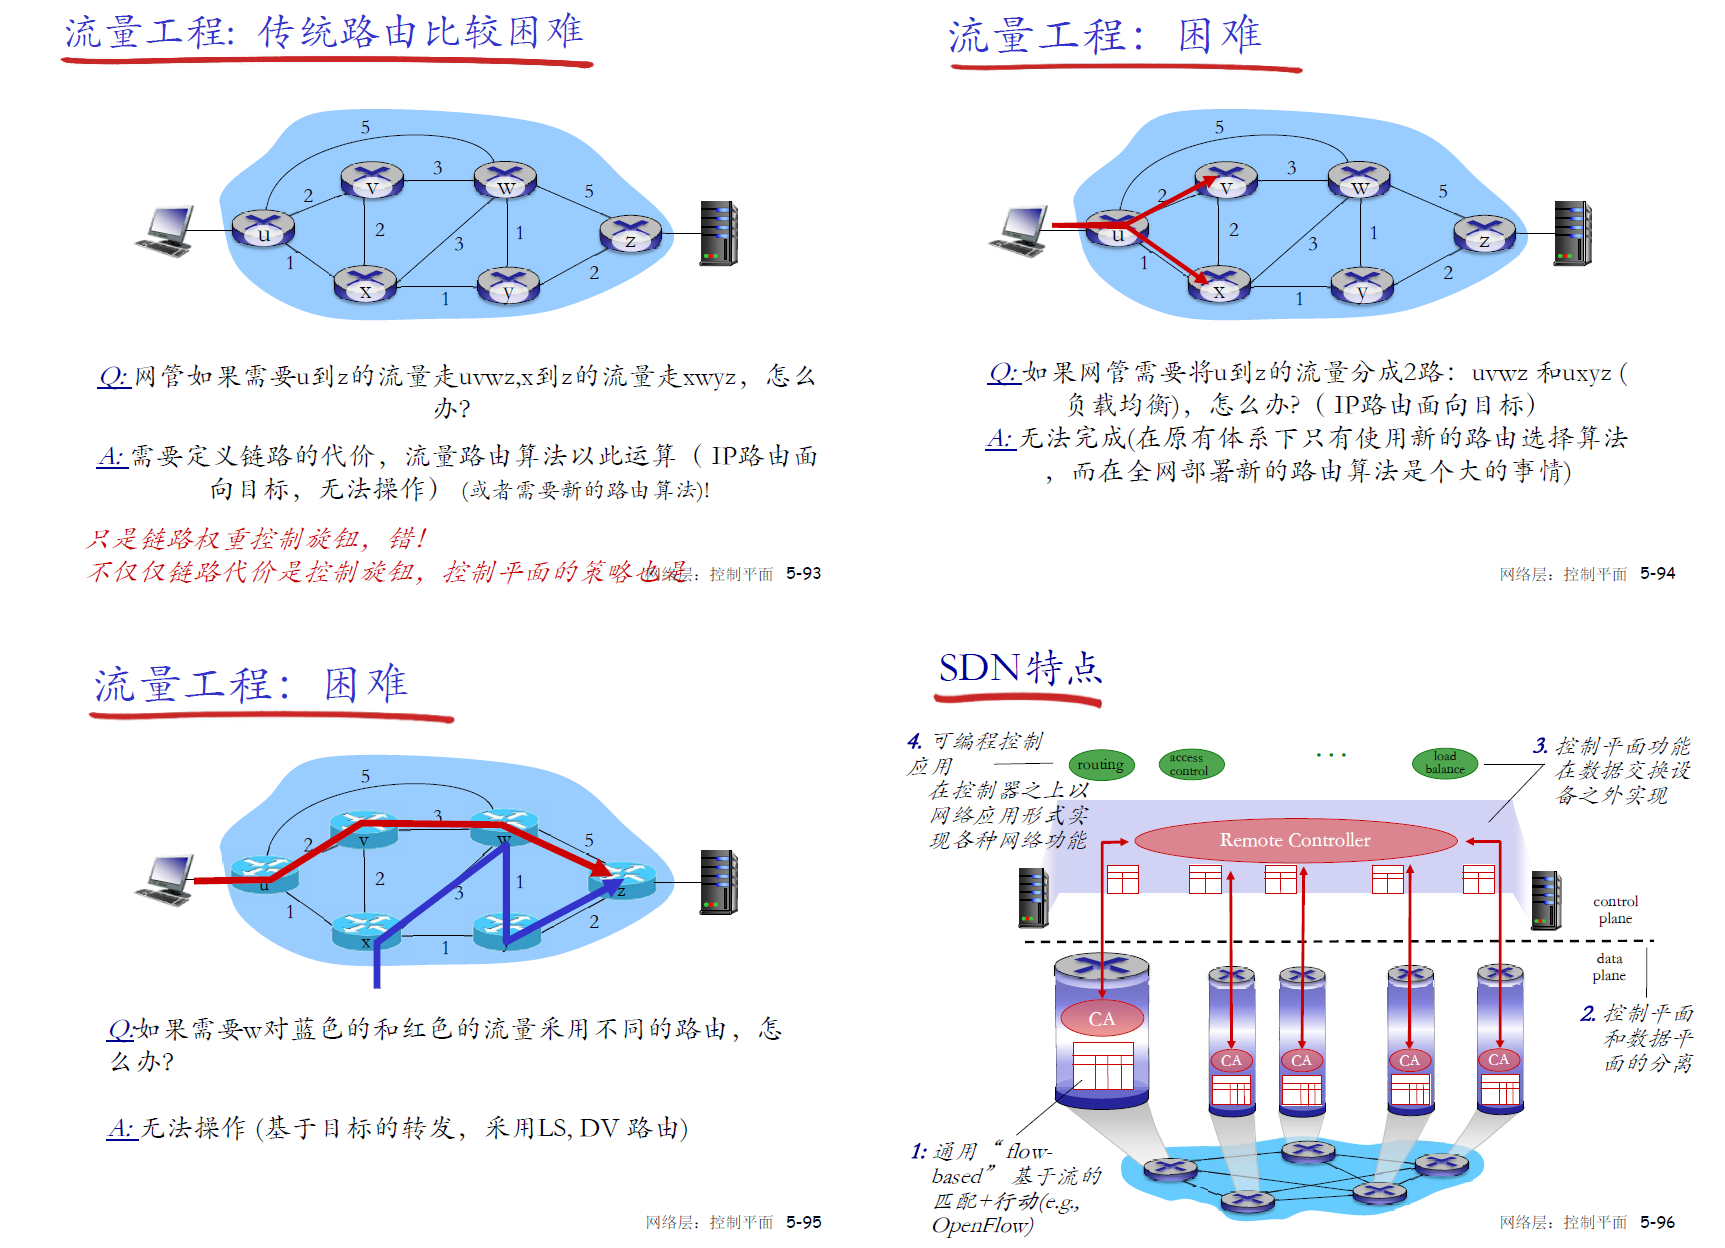 流量工程: 传统路由比较困难
5
v
3
w
2
5
u
2
3
1
z
1
2
x
1
y
Q: 网管如果需要u到z的流量走uvwz,x到z的流量走xwyz，怎么
办?
A: 需要定义链路的代价，流量路由算法以此运算（ IP路由面
向目标，无法操作） (或者需要新的路由算法)!
只是链路权重控制旋钮，错!
不仅仅链路代价是控制旋钮，控制平面的策略也是
网络层：控制平面 5-93
流量工程：困难
5
v
3
w
2
5
u
2
3
1
z
1
2
x
1
y
Q: 如果网管需要将u到z的流量分成2路：uvwz 和uxyz (
负载均衡)，怎么办?（ IP路由面向目标）
A: 无法完成(在原有体系下只有使用新的路由选择算法
，而在全网部署新的路由算法是个大的事情)
网络层：控制平面 5-94
流量工程：困难
5
v
3
w
2
5
u
2
3
1
z
1
2
x
1
Q:如果需要w对蓝色的和红色的流量采用不同的路由，怎
么办?
A: 无法操作 (基于目标的转发，采用LS, DV 路由)
网络层：控制平面 5-95
SDN特点
4. 可编程控制
应用
在控制器之上以
网络应用形式实
现各种网络功能
routing
access
control
...
load
balance
3. 控制平面功能
在数据交换设
备之外实现
Remote Controller
control
plane
data
plane
CA
CA
CA
CA
CA
2. 控制平面
和数据平
面的分离
1: 通用 “ flow-
based” 基于流的
匹配+行动(e.g.,
OpenFlow)
网络层：控制平面 5-96